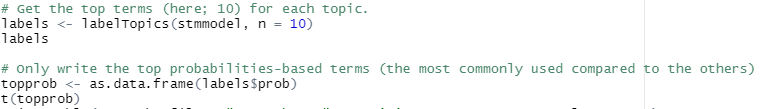 # Get the top terms (here; 10) for each topic.
labels <- labelTopics(stmmodel, n = 10)
labels
# Only write the top probabilities-based terms (the most commonly used compared to the others)
topprob <- as.data.frame(labels$prob)
t(topprob)